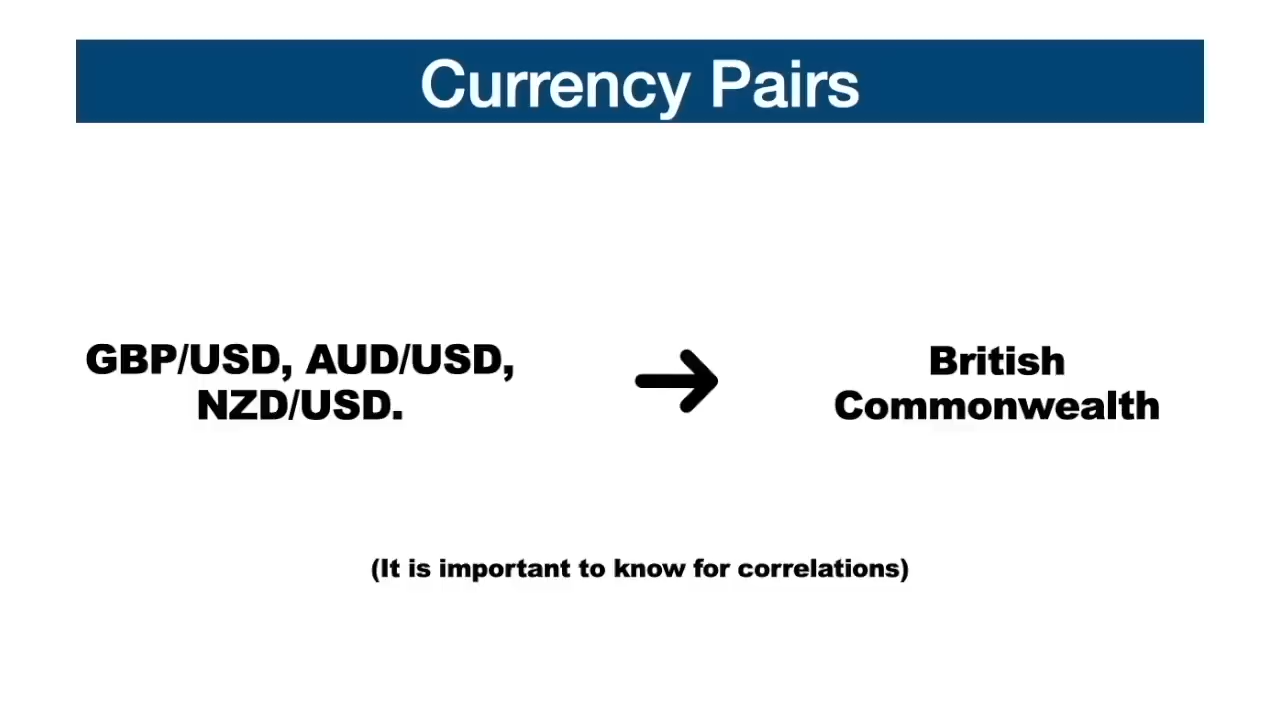 Currency Pairs
GBP/USD, AUD/USD,
NZD/USD.
British
Commonwealth
(It is important to know for correlations)